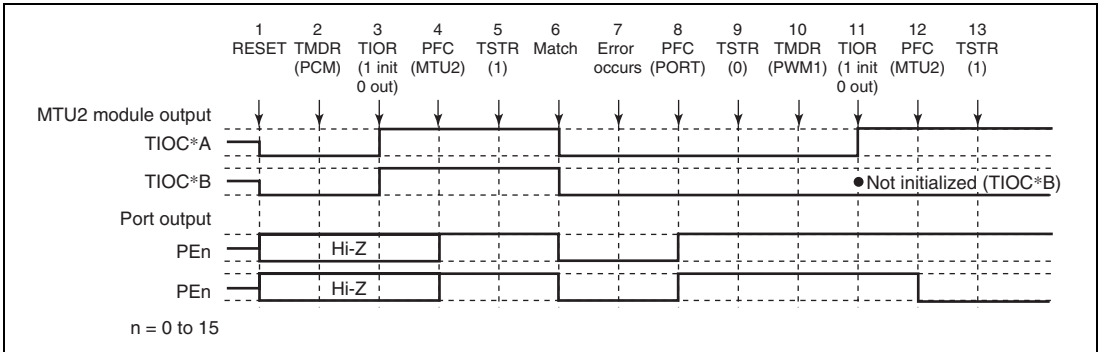 1 2 3 4 5 6 7 8 9 10 11 12 13
RESET TMDR TIOR PFC TSTR Match Error PFC TSTR TMDR TIOR PFC TSTR
(PCM) (1 init (MTU2) (1) occurs (PORT) (0) (PWM1) (1 init (MTU2) (1)
0 out) 0 out)
MTU2 module output
TIOC*A
TIOC*B
Not initialized (TIOC*B)
Port output
PEn
Hi-Z
PEn
Hi-Z
n = 0 to 15